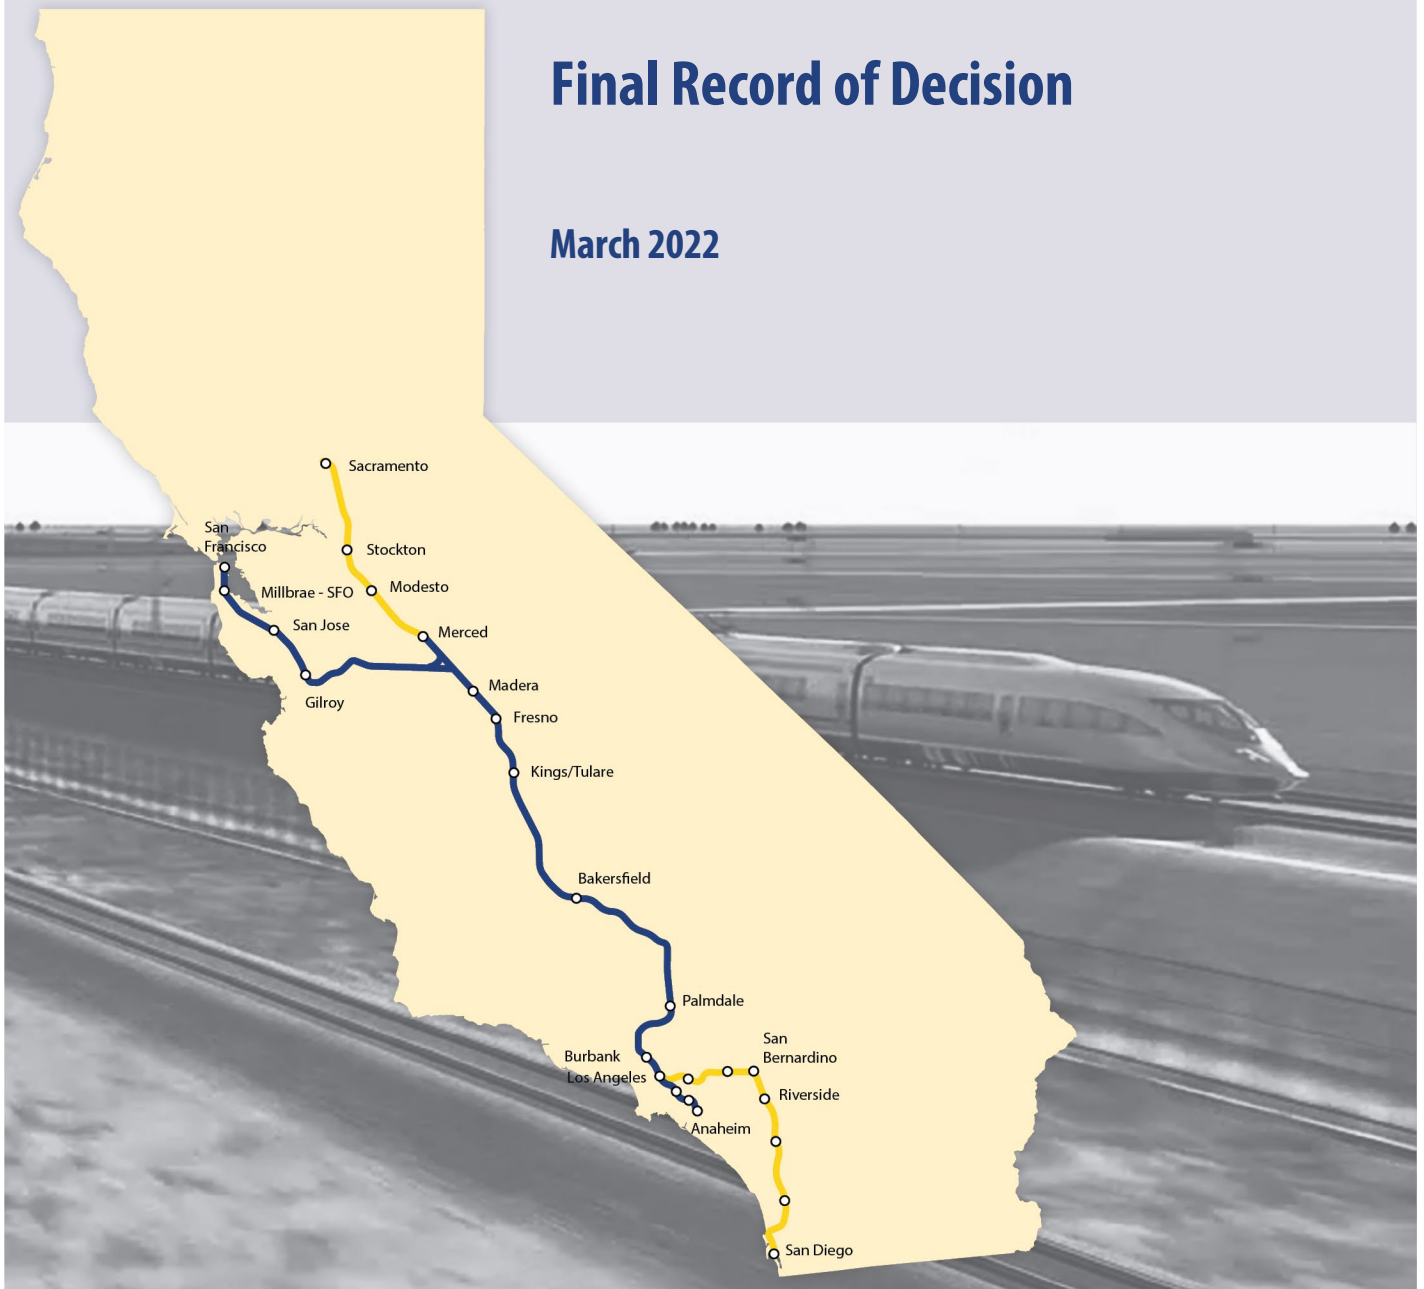 Final Record of Decision
March 2022
Sacramento
San
Francisco
Stockton
Modesto
Millbrae - SFO
San Jose
Merced
Gilroy
Madera
Fresno
Kings/Tulare
Bakersfield
Palmdale
San
Bernardino
Burbank
Los Angeles
Riverside
Anaheim
San Diego